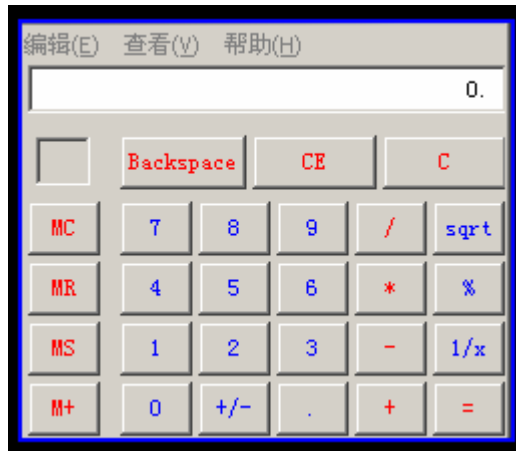 编辑(E) 查看(V) 帮助(H)
0.
Backspace CE C
MC 7 8 9 / sqrt
MR 4 5 6 * %
MS 1 2 3 - 1/x
M+ 0 +/- . + =